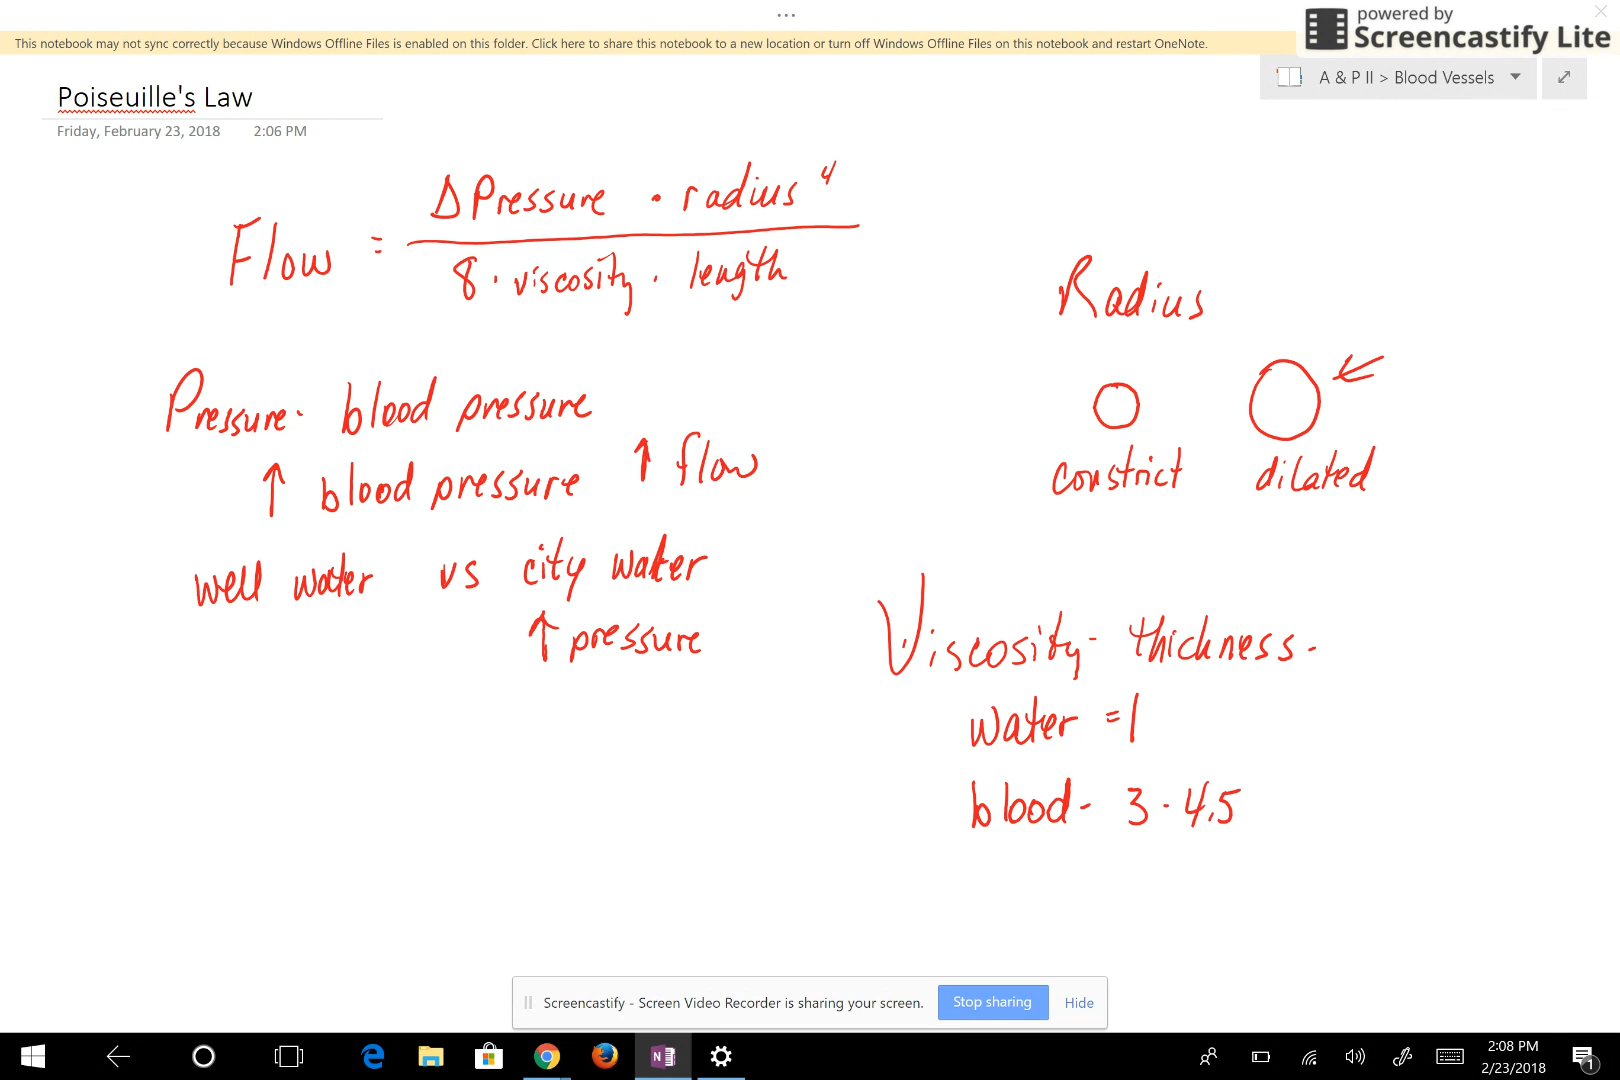 powered by
Screencastify Lite
This notebook may not sync correctly because Windows Offline Files is enabled on this folder. Click here to share this notebook to a new location or turn off Windows Offline Files on this notebook and restart OneNote.
A & P II > Blood Vessels
Poiseuille's Law
Friday, February 23, 2018 2:06 PM
Flow = Δ Pressure · radius⁴
8 · viscosity · length
Pressure - blood pressure
↑ blood pressure ↑ flow
well water vs city water
↑ pressure
Radius
constrict dilated
Viscosity - thickness.
water = 1
blood - 3 - 4.5
Screencastify - Screen Video Recorder is sharing your screen. Stop sharing Hide
2:08 PM
2/23/2018
1